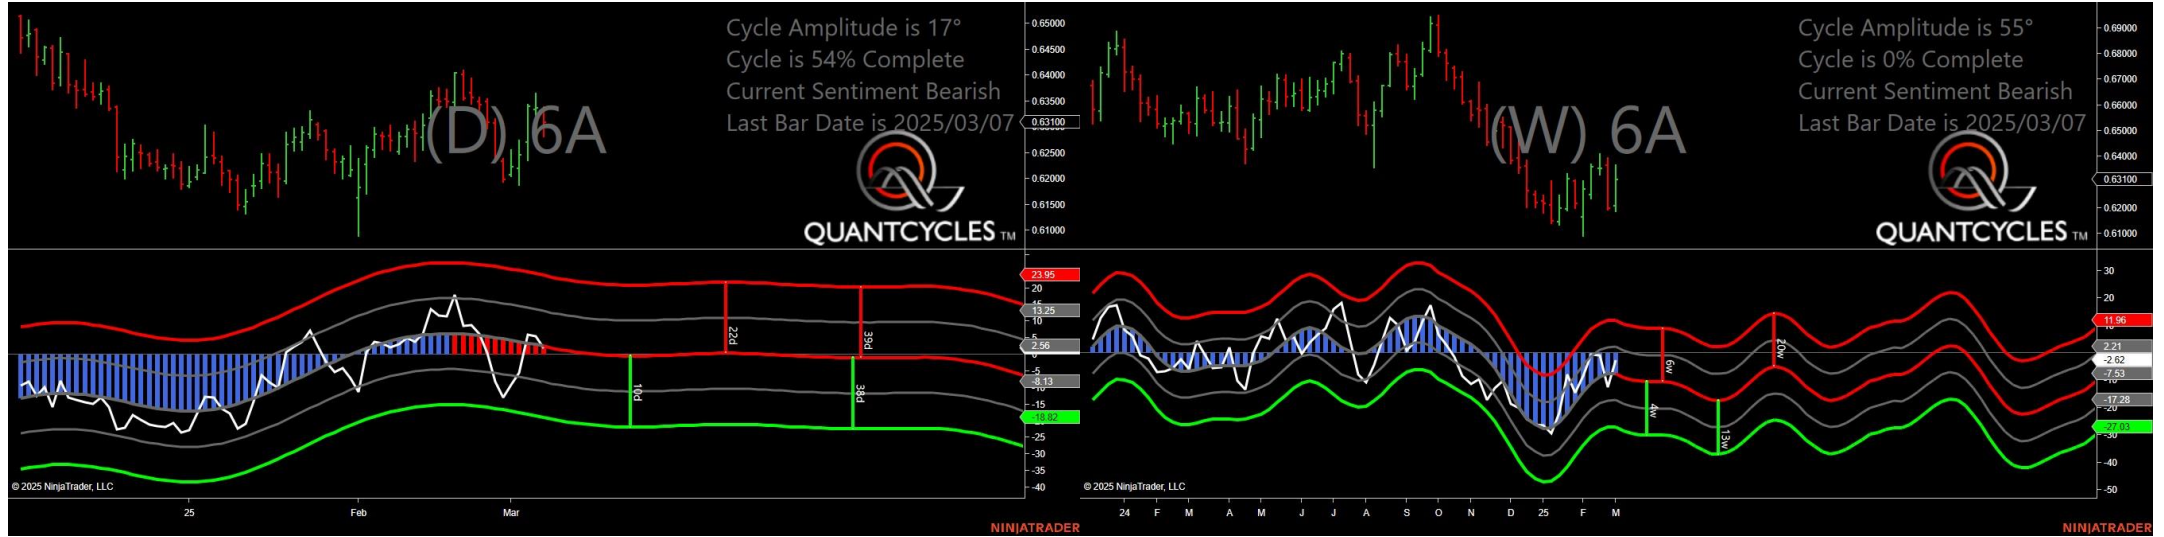 Cycle Amplitude is 17°
Cycle is 54% Complete
Current Sentiment Bearish
Last Bar Date is 2025/03/07
(D) 6A
QUANTCYCLES TM
0.65000
0.64500
0.64000
0.63500
0.63100
0.62500
0.62000
0.61500
0.61000
23.95
20
13.25
10
5
2.56
-5
-8.13
-15
-18.82
-25
-30
-35
-40
22d
39d
10d
38d
© 2025 NinjaTrader, LLC
25 Feb Mar
NINJATRADER
Cycle Amplitude is 55°
Cycle is 0% Complete
Current Sentiment Bearish
Last Bar Date is 2025/03/07
(W) 6A
QUANTCYCLES TM
0.69000
0.68000
0.67000
0.66000
0.65000
0.64000
0.63100
0.62000
0.61000
30
20
11.96
2.21
-2.62
-7.53
-17.28
-27.03
-30
-40
-50
6w
20w
4w
13w
© 2025 NinjaTrader, LLC
24 F M A M J J A S O N D 25 F M
NINJATRADER